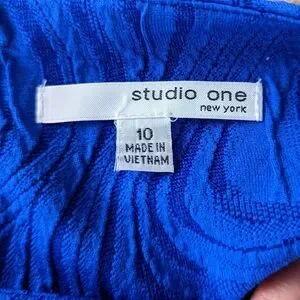 studio one
new york
10
MADE IN
VIETNAM